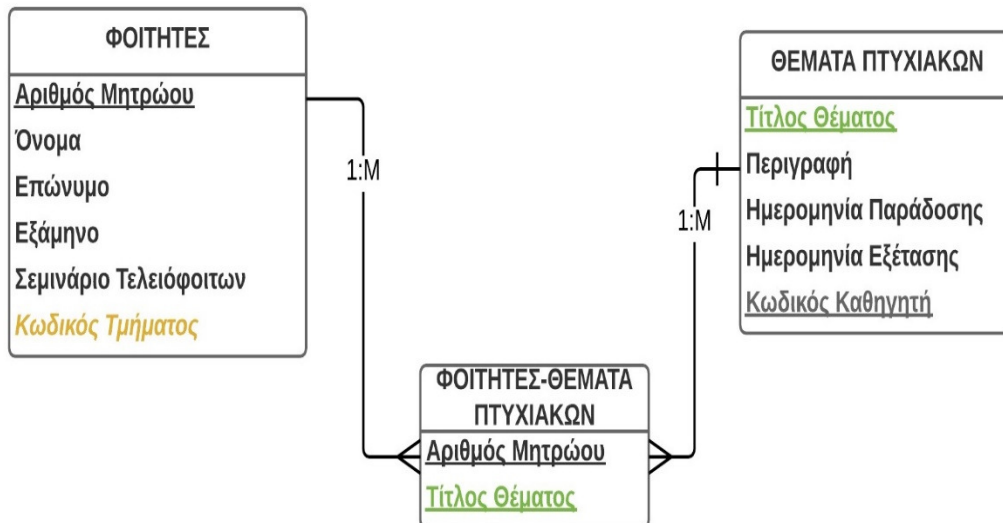 ΦΟΙΤΗΤΕΣ
Αριθμός Μητρώου
Όνομα
Επώνυμο
Εξάμηνο
Σεμινάριο Τελειόφοιτων
Κωδικός Τμήματος
1:M
ΘΕΜΑΤΑ ΠΤΥΧΙΑΚΩΝ
Τίτλος Θέματος
Περιγραφή
Ημερομηνία Παράδοσης
Ημερομηνία Εξέτασης
Κωδικός Καθηγητή
1:M
ΦΟΙΤΗΤΕΣ-ΘΕΜΑΤΑ
ΠΤΥΧΙΑΚΩΝ
Αριθμός Μητρώου
Τίτλος Θέματος